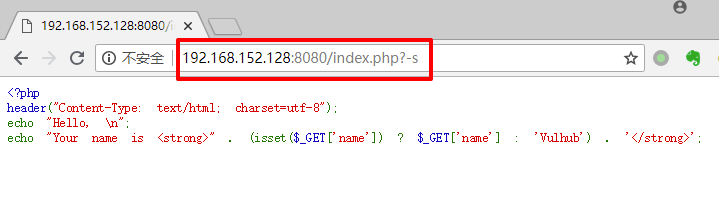 192.168.152.128:8080/i
不安全 192.168.152.128:8080/index.php?-s
<?php
header("Content-Type: text/html; charset=utf-8");
echo "Hello, \n";
echo "Your name is <strong>" . (isset($_GET['name']) ? $_GET['name'] : 'Vulhub') . '</strong>';